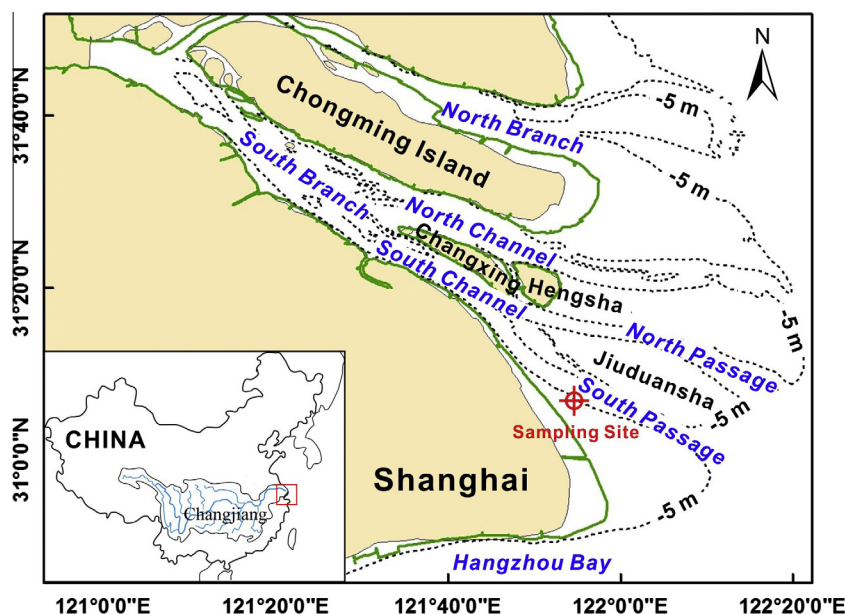 N
31°40'0"N
31°20'0"N
31°0'0"N
North Branch
-5 m
Chongming Island
South Branch
-5 m
North Channel
Changxing
South Channel
Hengsha
North Passage
-5 m
Jiuduansha
South Passage
-5 m
Sampling Site
Shanghai
-5 m
Hangzhou Bay
CHINA
Changjiang
121°0'0"E
121°20'0"E
121°40'0"E
122°0'0"E
122°20'0"E